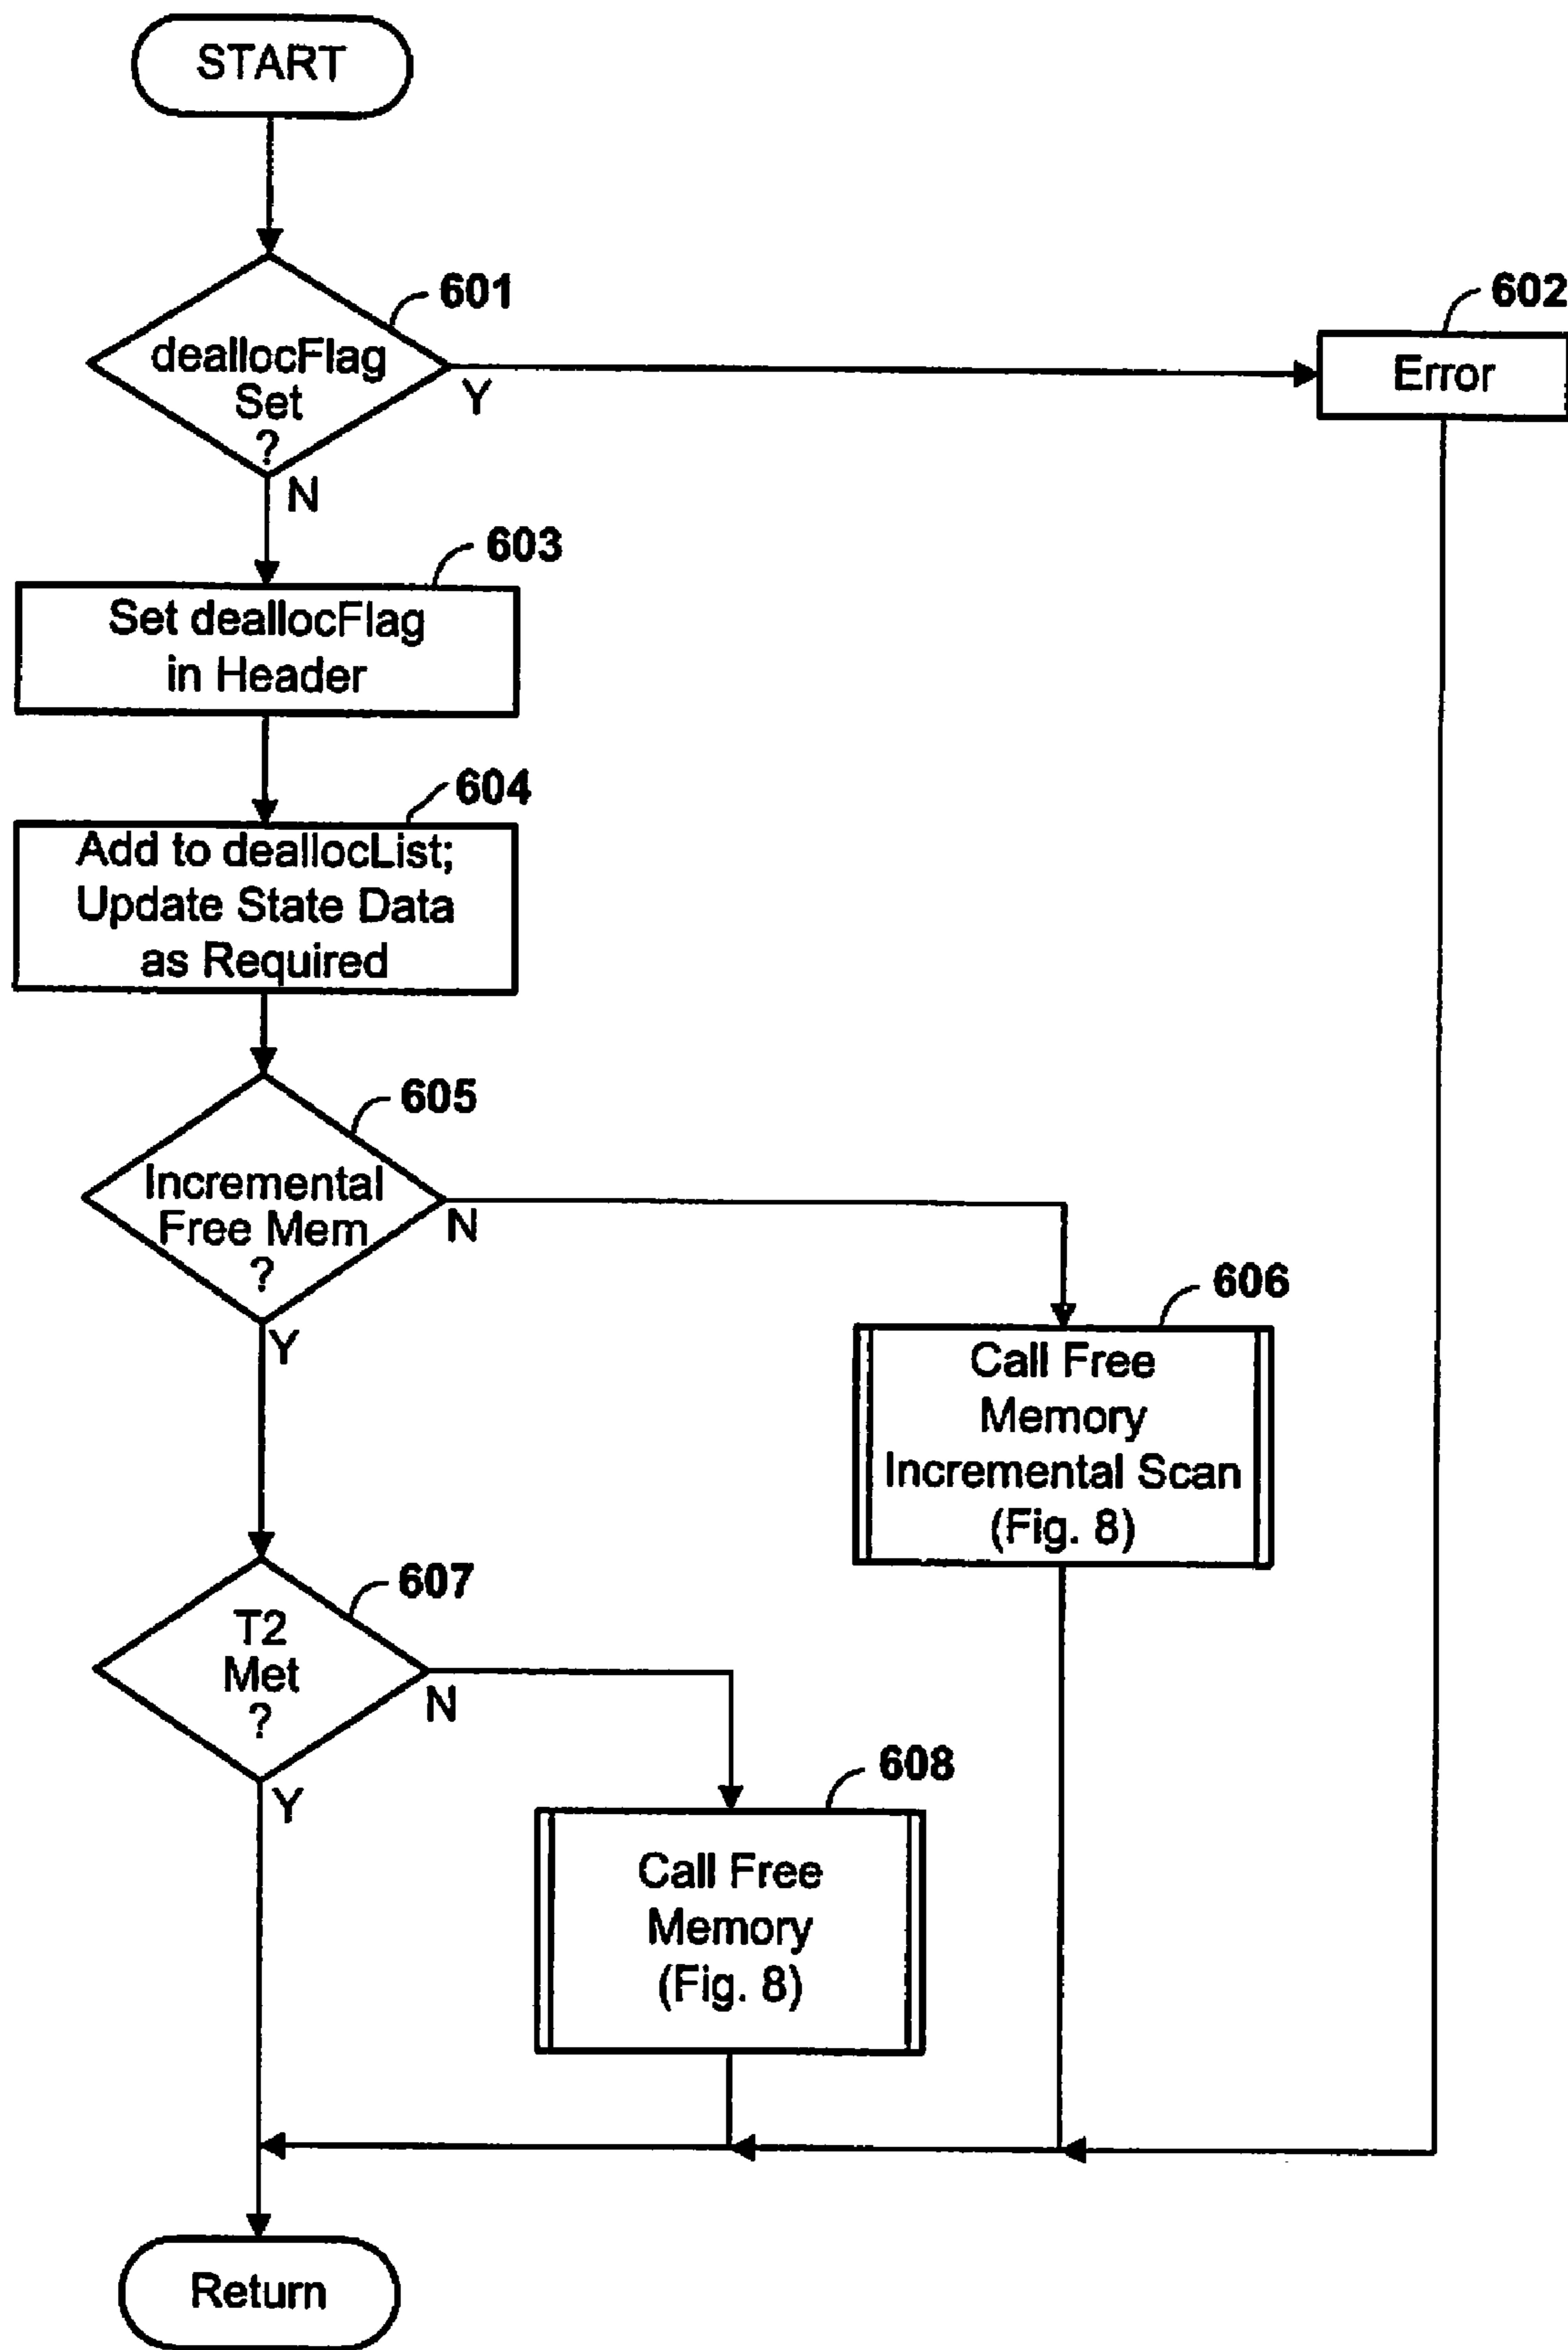 START
601
deallocFlag
Set
?
Y
N
602
Error
603
Set deallocFlag
in Header
604
Add to deallocList;
Update State Data
as Required
605
Incremental
Free Mem
?
N
Y
606
Call Free
Memory
Incremental Scan
(Fig. 8)
607
T2
Met
?
N
Y
608
Call Free
Memory
(Fig. 8)
Return